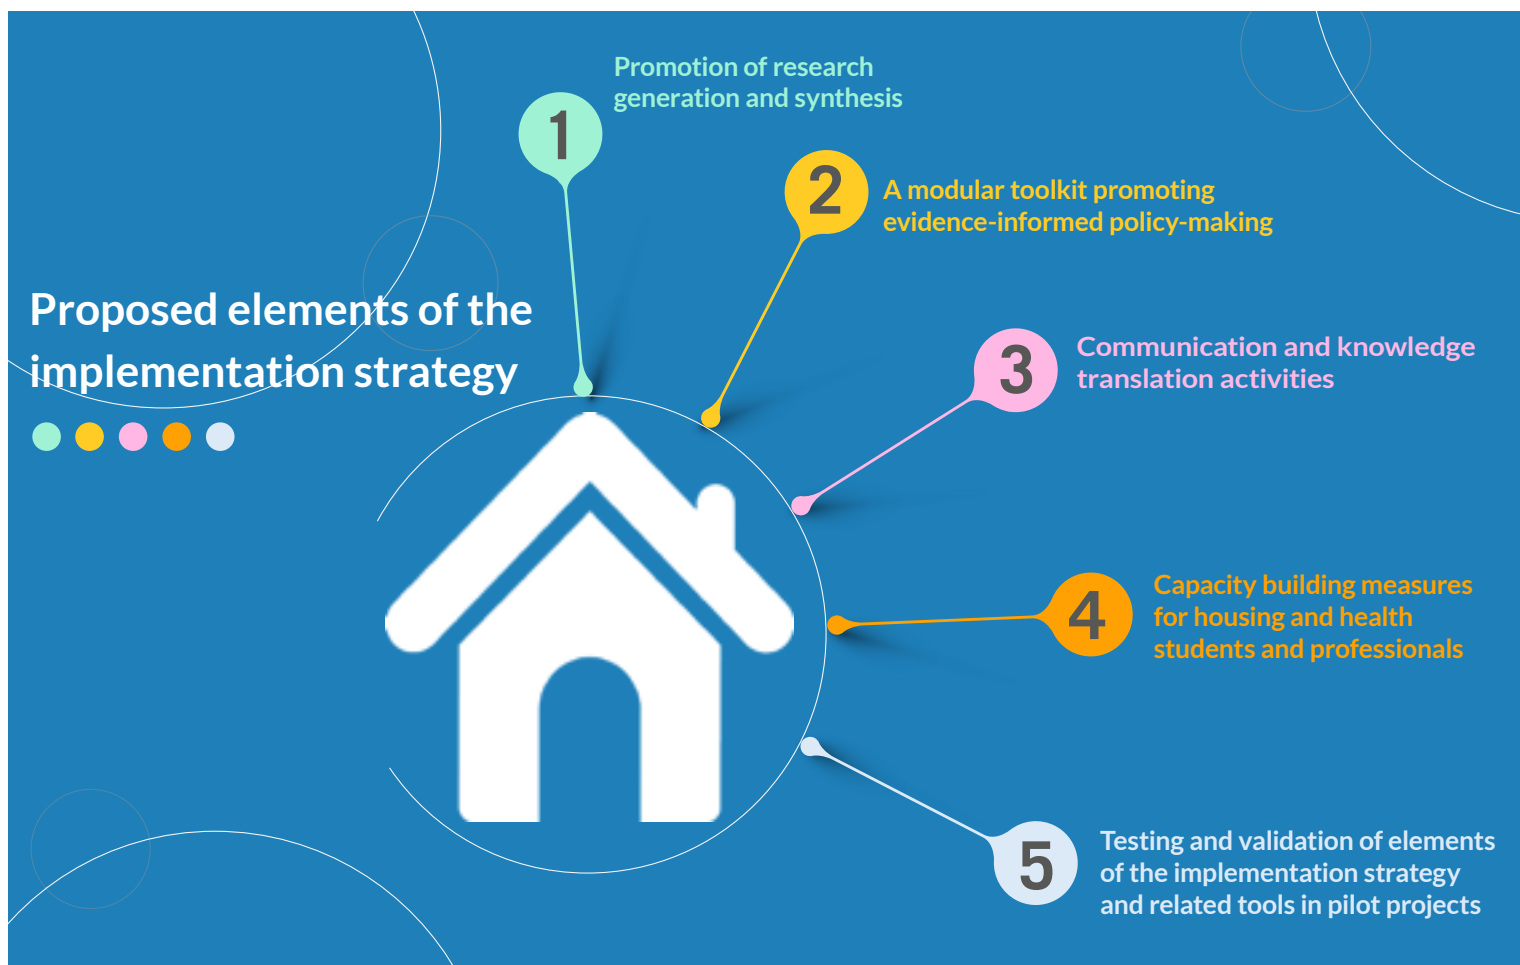 Proposed elements of the
implementation strategy
1
Promotion of research
generation and synthesis
2
A modular toolkit promoting
evidence-informed policy-making
3
Communication and knowledge
translation activities
4
Capacity building measures
for housing and health
students and professionals
5
Testing and validation of elements
of the implementation strategy
and related tools in pilot projects